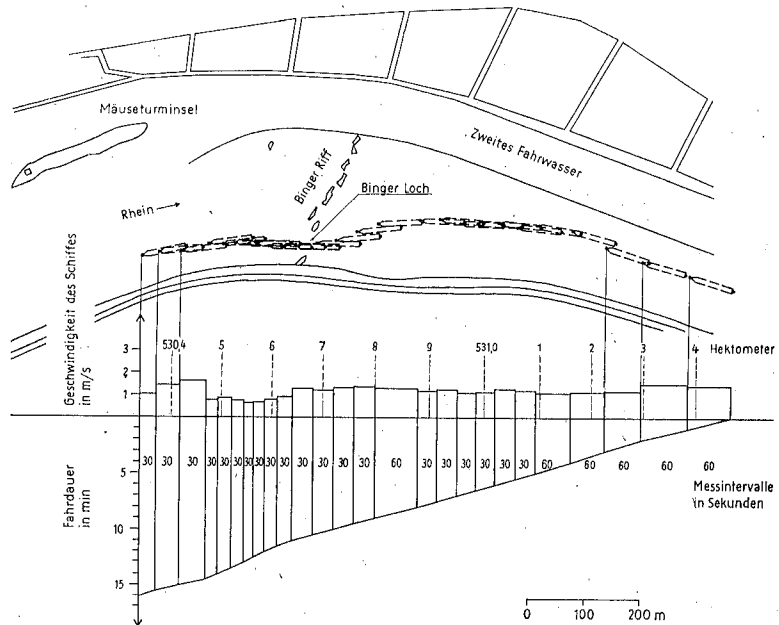 Mäuseturminsel
Zweites Fahrwasser
Binger Riff
Binger Loch
Rhein
Geschwindigkeit des Schiffes
in m/s
3
2
1
530,4 5 6 7 8 9 531,0 1 2 3 4 Hektometer
Fahrdauer
in min
5
10
15
30 30 30 30 30 30 30 30 30 30 30 30 30 30 60 30 30 30 30 30 30 60 60 60 60 60
Messintervalle
in Sekunden
0 100 200 m